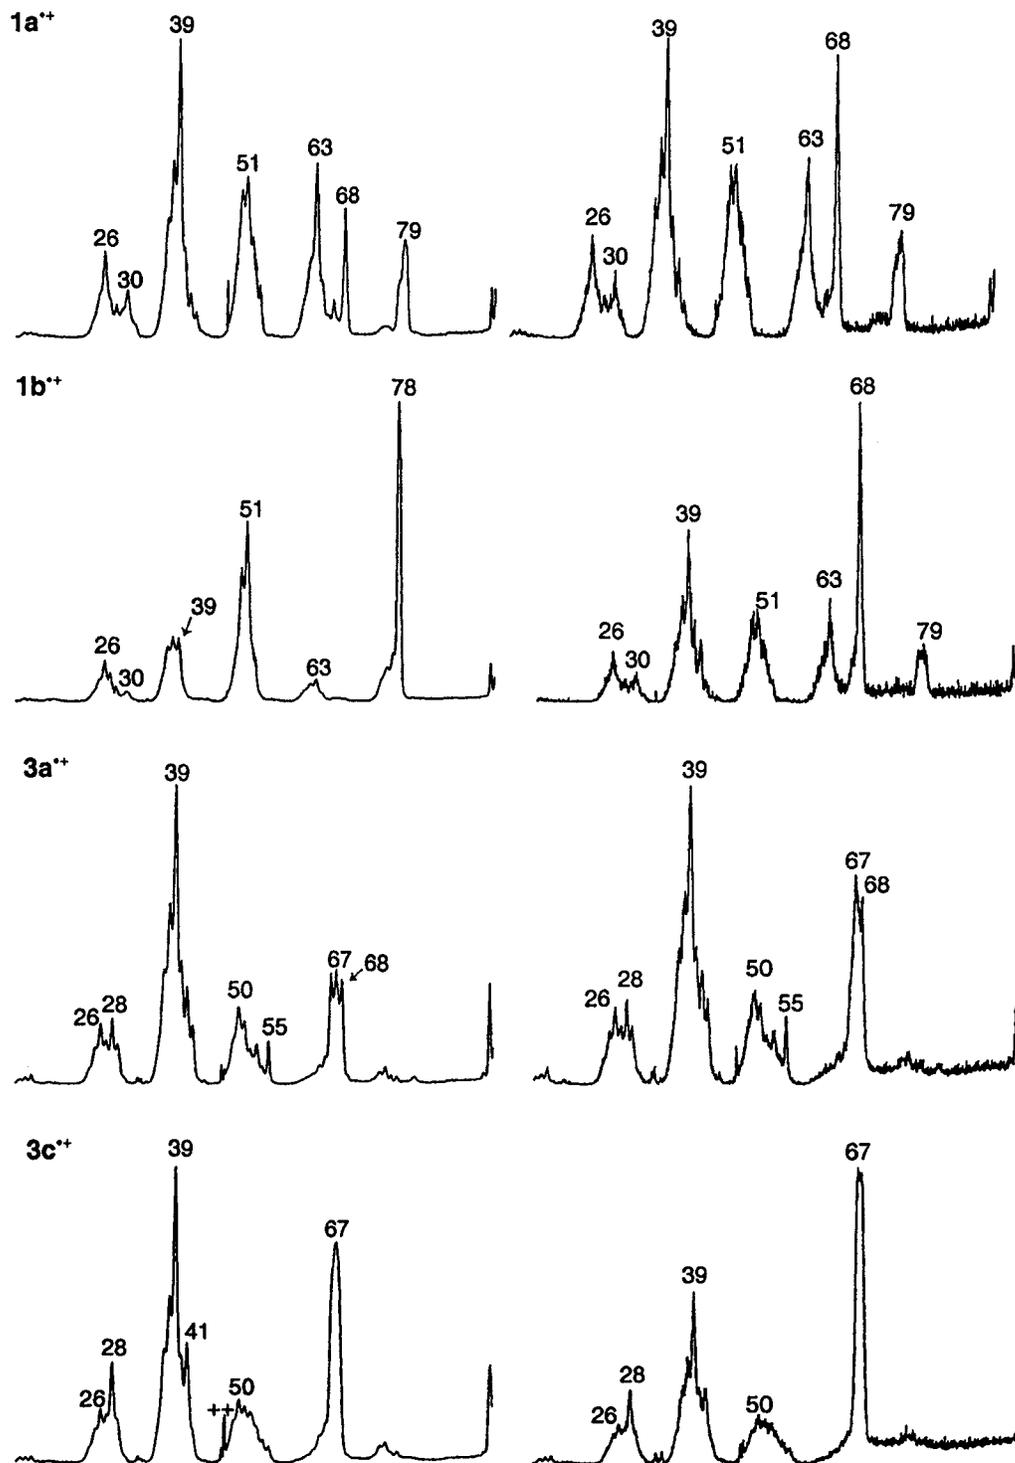 1a•+
39 51 63 68 79 26 30
39 51 63 68 79 26 30
1b•+
78 51 39 26 30 63
68 39 51 63 79 26 30
3a•+
39 26 28 50 55 67 68
39 26 28 50 55 67 68
3c•+
39 41 28 26 ++ 50 67
67 39 28 26 50